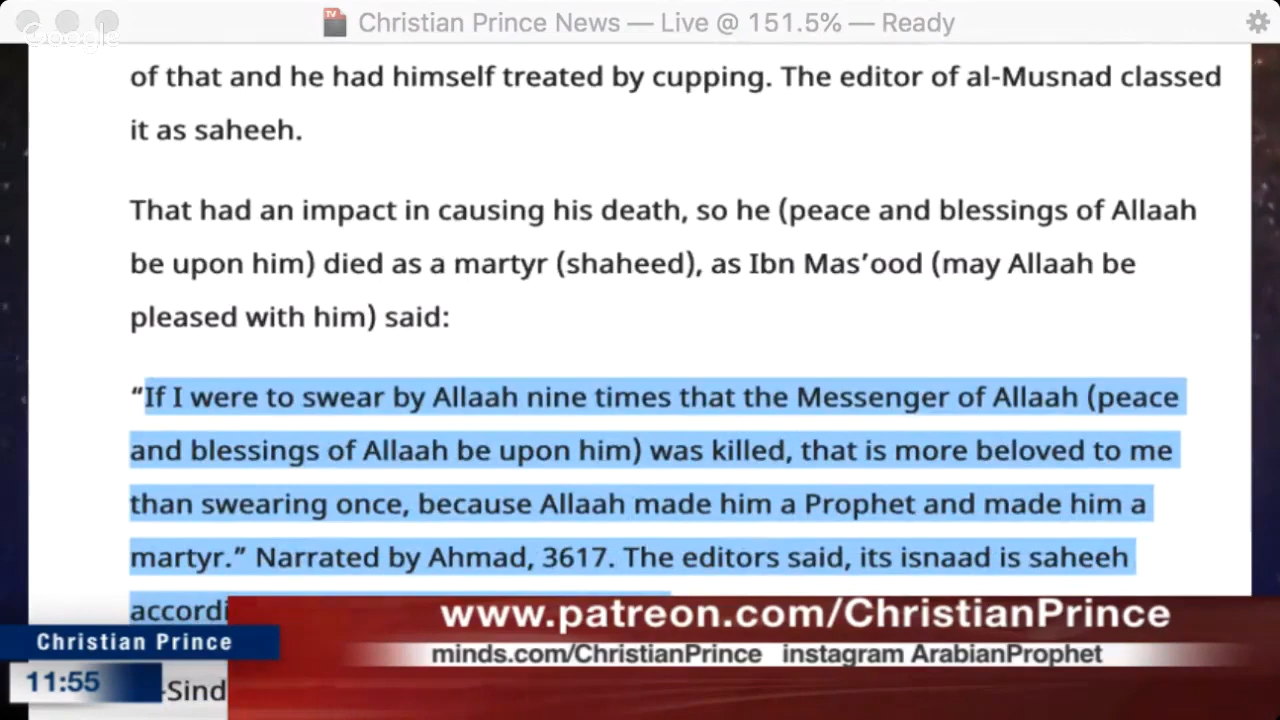 Christian Prince News — Live @ 151.5% — Ready
Google
of that and he had himself treated by cupping. The editor of al-Musnad classed
it as saheeh.
That had an impact in causing his death, so he (peace and blessings of Allaah
be upon him) died as a martyr (shaheed), as Ibn Mas’ood (may Allaah be
pleased with him) said:
“If I were to swear by Allaah nine times that the Messenger of Allaah (peace
and blessings of Allaah be upon him) was killed, that is more beloved to me
than swearing once, because Allaah made him a Prophet and made him a
martyr.” Narrated by Ahmad, 3617. The editors said, its isnaad is saheeh
accordi
www.patreon.com/ChristianPrince
Christian Prince
minds.com/ChristianPrince instagram ArabianProphet
11:55
-Sind